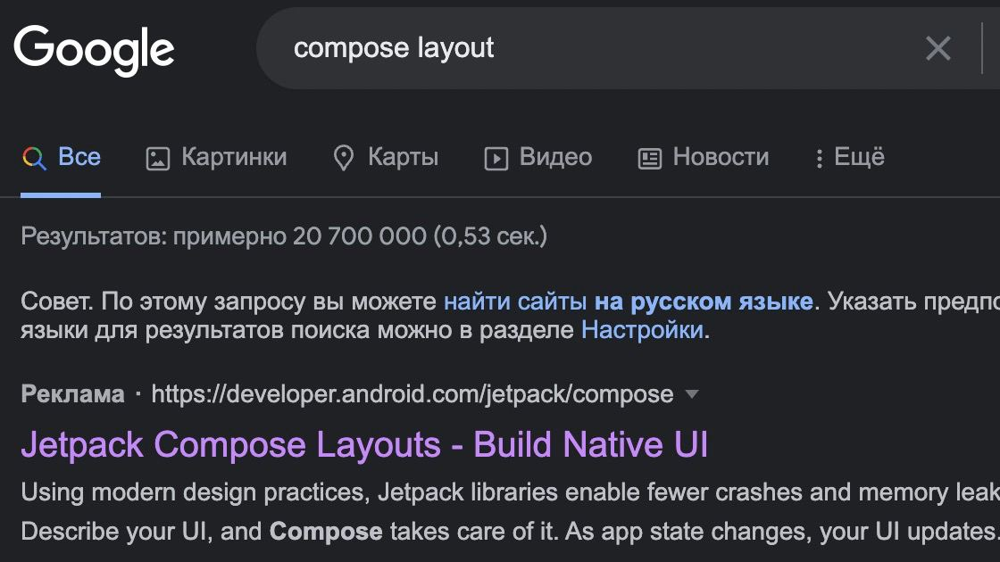 Google
compose layout
Все Картинки Карты Видео Новости Ещё
Результатов: примерно 20 700 000 (0,53 сек.)
Совет. По этому запросу вы можете найти сайты на русском языке. Указать
языки для результатов поиска можно в разделе Настройки.
Реклама · https://developer.android.com/jetpack/compose
Jetpack Compose Layouts - Build Native UI
Using modern design practices, Jetpack libraries enable fewer crashes and memory leak
Describe your UI, and Compose takes care of it. As app state changes, your UI updates.